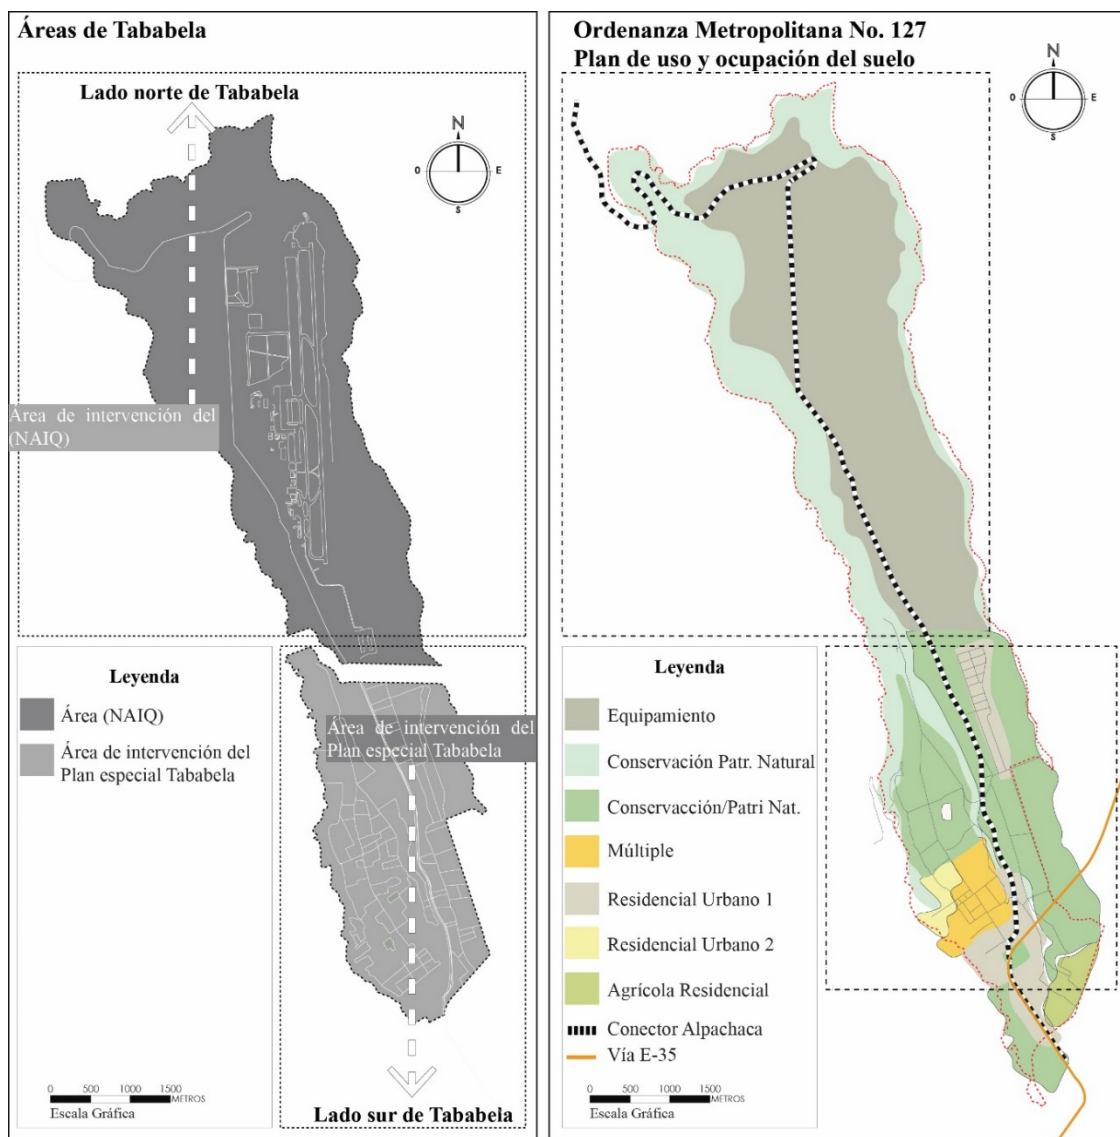 Áreas de Tababela
Lado norte de Tababela
N
O
E
S
Área de intervención del
(NAIQ)
Leyenda
Área (NAIQ)
Área de intervención del
Plan especial Tababela
Área de intervención del
Plan especial Tababela
0 500 1000 1500
METROS
Escala Gráfica
Lado sur de Tababela
Ordenanza Metropolitana No. 127
Plan de uso y ocupación del suelo
N
O
E
S
Leyenda
Equipamiento
Conservación Patr. Natural
Conservacción/Patri Nat.
Múltiple
Residencial Urbano 1
Residencial Urbano 2
Agrícola Residencial
Conector Alpachaca
Vía E-35
0 500 1000 1500
METROS
Escala Gráfica